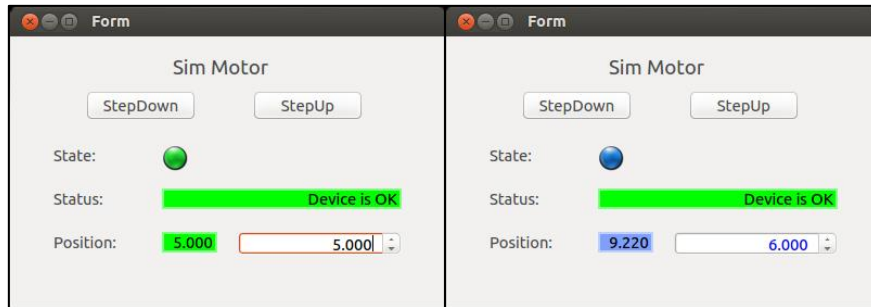 Form
Sim Motor
StepDown StepUp
State:
Status: Device is OK
Position: 5.000 5.000
Form
Sim Motor
StepDown StepUp
State:
Status: Device is OK
Position: 9.220 6.000